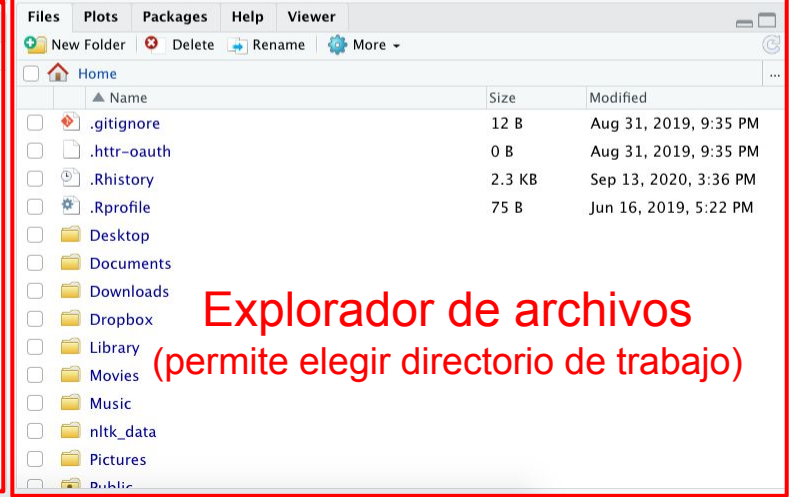 Files Plots Packages Help Viewer
New Folder Delete Rename More
Home ...
Name Size Modified
.gitignore 12 B Aug 31, 2019, 9:35 PM
.httr-oauth 0 B Aug 31, 2019, 9:35 PM
.Rhistory 2.3 KB Sep 13, 2020, 3:36 PM
.Rprofile 75 B Jun 16, 2019, 5:22 PM
Desktop
Documents
Downloads
Dropbox
Explorador de archivos
Library
(permite elegir directorio de trabajo)
Movies
Music
nltk_data
Pictures
Public